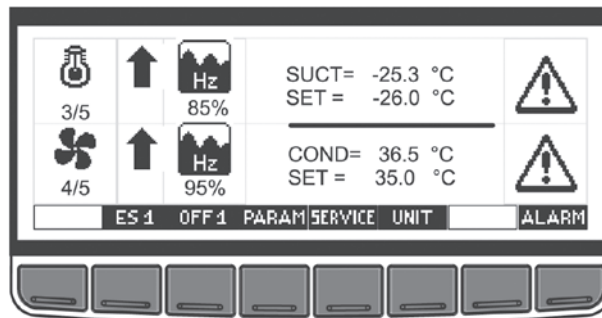 Hz
SUCT= -25.3 °C
3/5
85%
SET = -26.0 °C
Hz
COND= 36.5 °C
4/5
95%
SET = 35.0 °C
ES 1 OFF 1 PARAM SERVICE UNIT ALARM